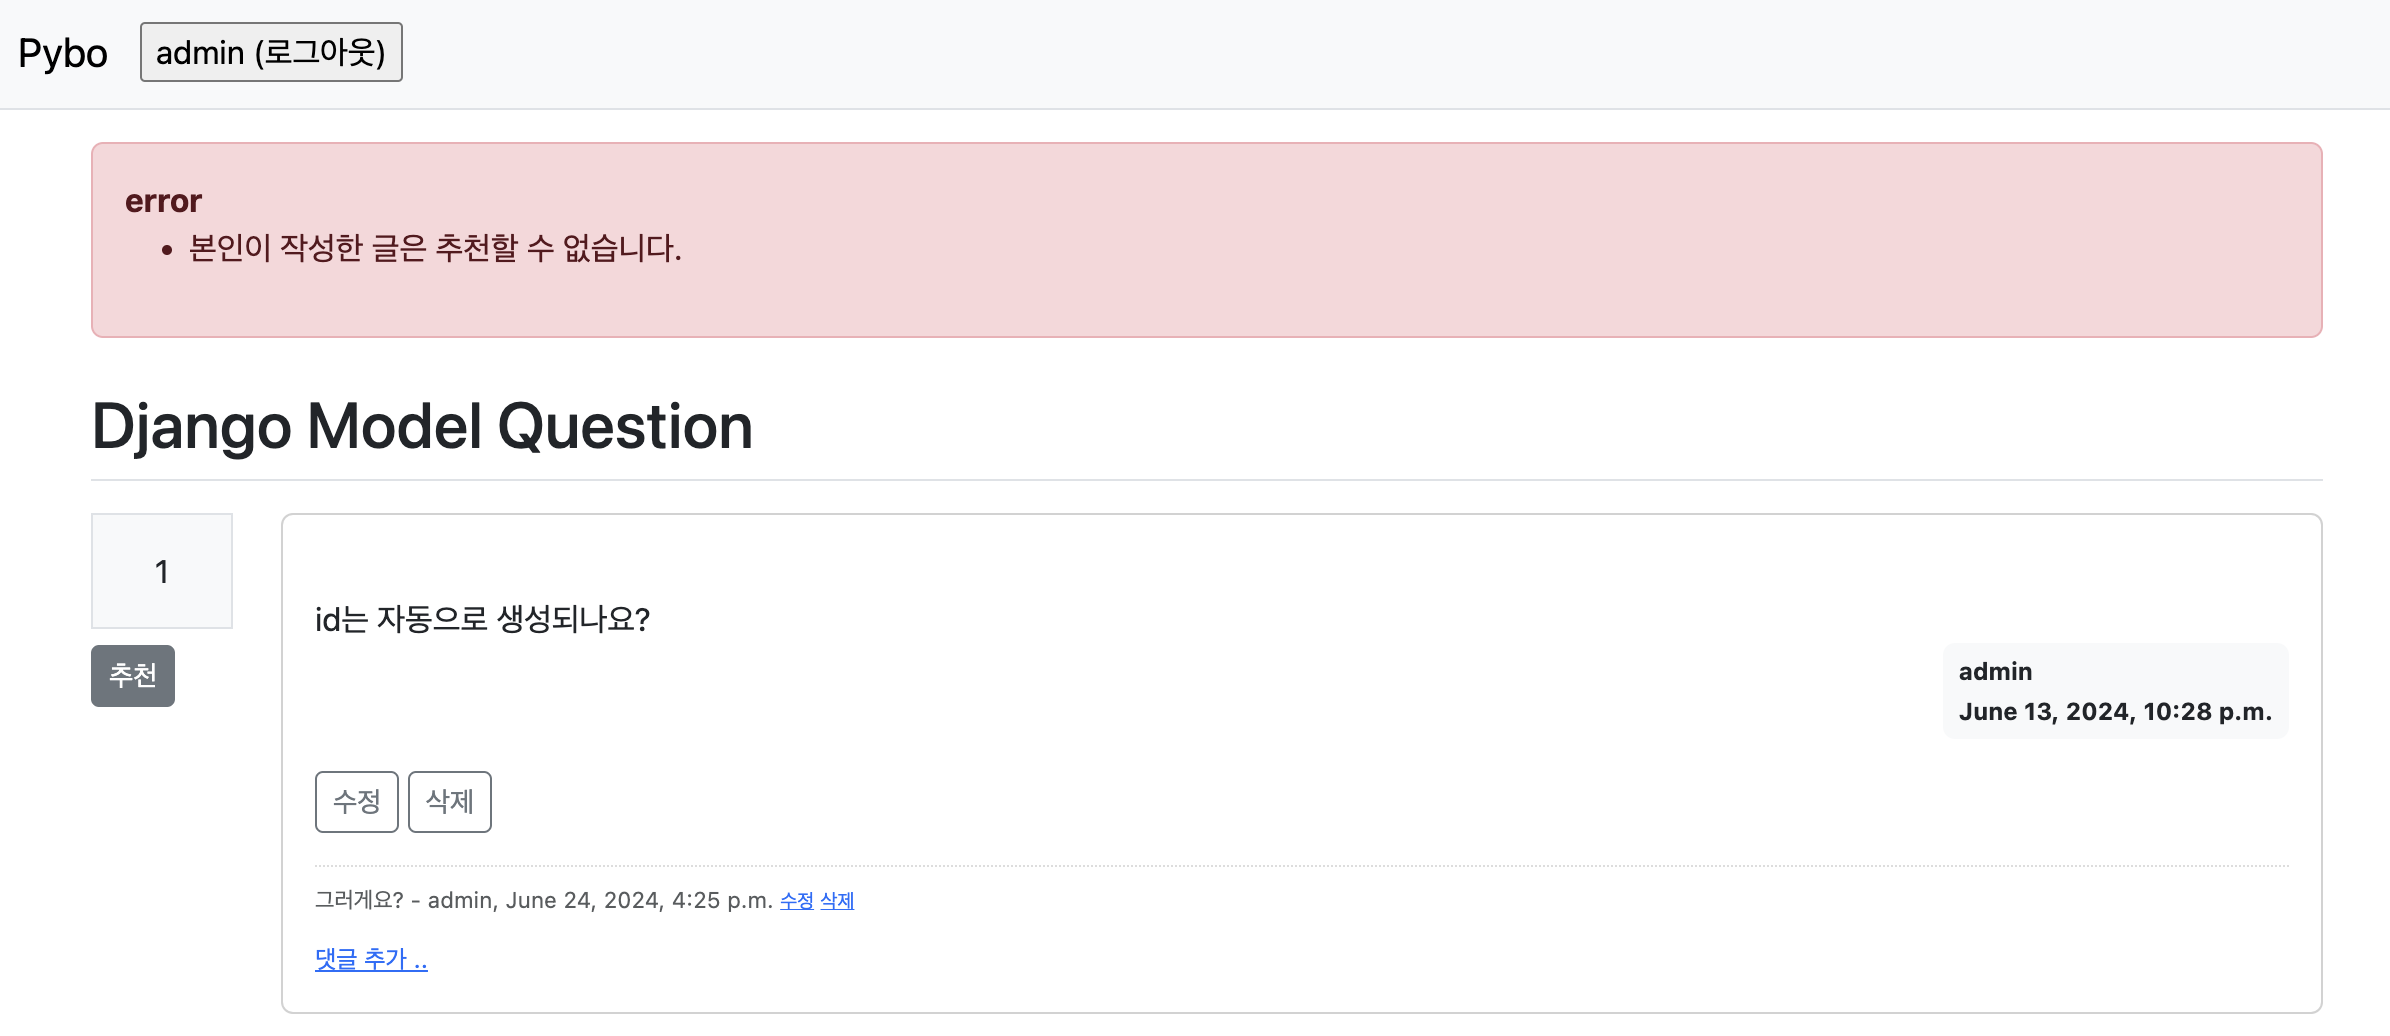 Pybo admin (로그아웃)
error
• 본인이 작성한 글은 추천할 수 없습니다.
Django Model Question
1
추천
id는 자동으로 생성되나요?
admin
June 13, 2024, 10:28 p.m.
수정 삭제
그러게요? - admin, June 24, 2024, 4:25 p.m. 수정 삭제
댓글 추가 ..